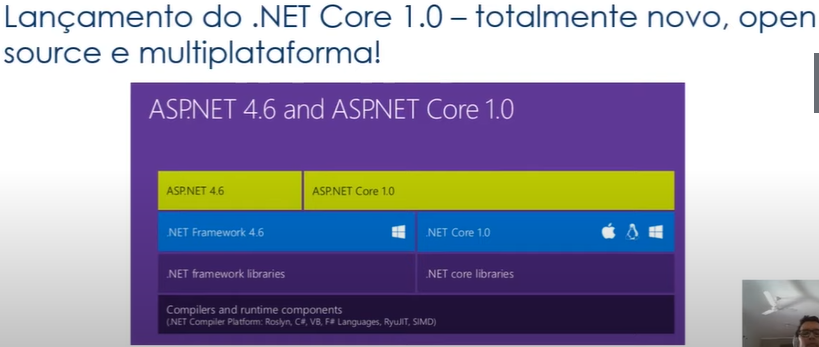 Lançamento do .NET Core 1.0 – totalmente novo, open
source e multiplataforma!
ASP.NET 4.6 and ASP.NET Core 1.0
ASP.NET 4.6
ASP.NET Core 1.0
.NET Framework 4.6
.NET Core 1.0
.NET framework libraries
.NET core libraries
Compilers and runtime components
(.NET Compiler Platform: Roslyn, C#, VB, F# Languages, RyuJIT, SIMD)